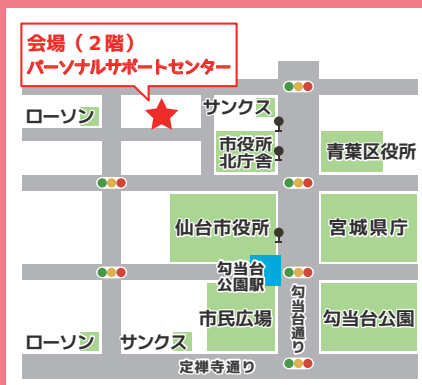 会場（２階）
パーソナルサポートセンター
ローソン
サンクス
市役所
北庁舎
青葉区役所
仙台市役所
宮城県庁
勾当台
公園駅
市民広場
勾当台通り
勾当台公園
ローソン
サンクス
定禅寺通り